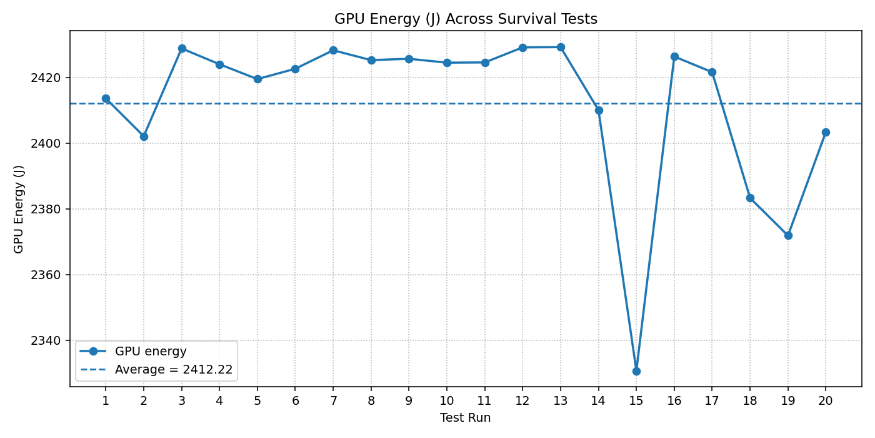 GPU Energy (J) Across Survival Tests
GPU Energy (J)
2420
2400
2380
2360
2340
GPU energy
Average = 2412.22
1 2 3 4 5 6 7 8 9 10 11 12 13 14 15 16 17 18 19 20
Test Run